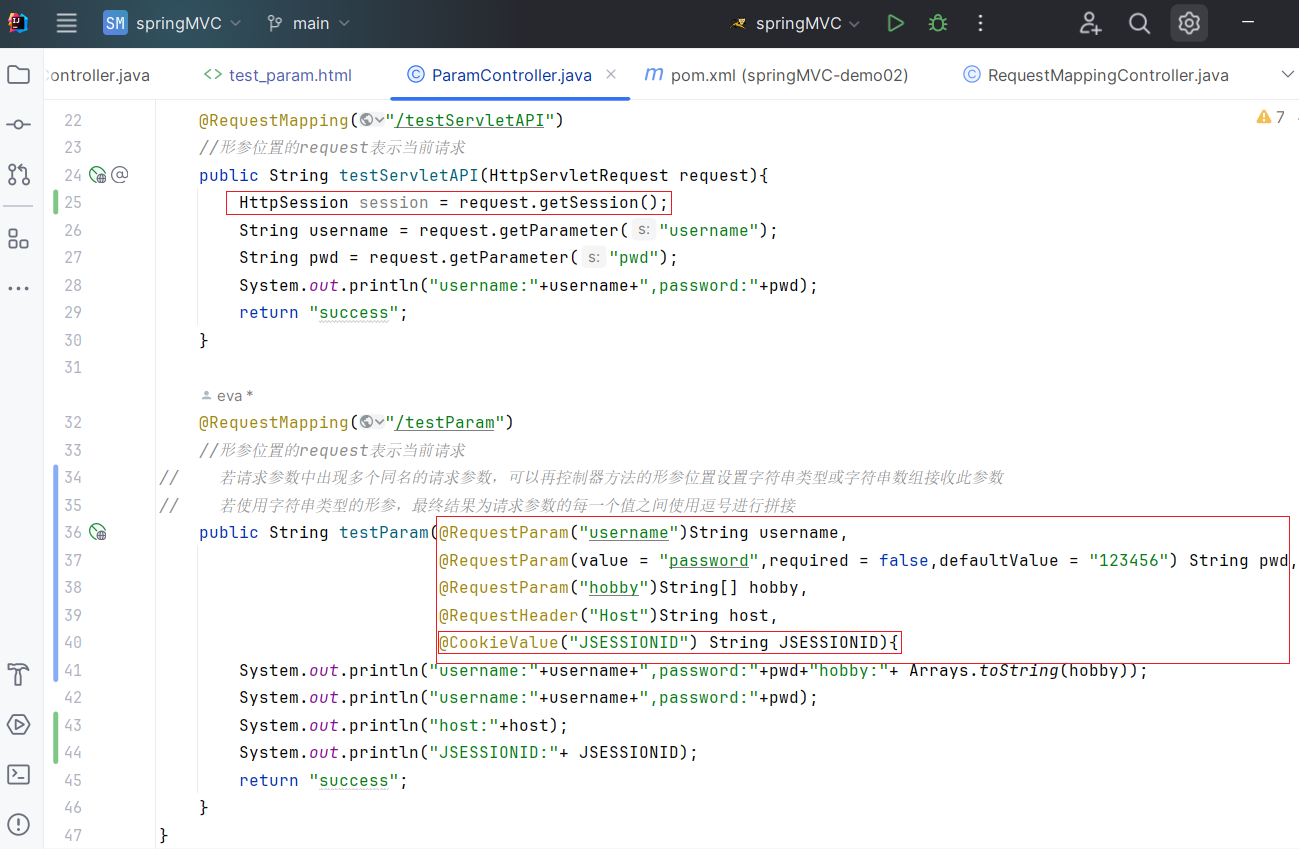 SM springMVC main springMVC
ontroller.java test_param.html ParamController.java pom.xml (springMVC-demo02) RequestMappingController.java
22 @RequestMapping("/testServletAPI") 7
23 //形参位置的request表示当前请求
24 public String testServletAPI(HttpServletRequest request){
25 HttpSession session = request.getSession();
26 String username = request.getParameter( s: "username");
27 String pwd = request.getParameter( s: "pwd");
28 System.out.println("username:"+username+",password:"+pwd);
29 return "success";
30 }
31
eva *
32 @RequestMapping("/testParam")
33 //形参位置的request表示当前请求
34 // 若请求参数中出现多个同名的请求参数，可以再控制器方法的形参位置设置字符串类型或字符串数组接收此参数
35 // 若使用字符串类型的形参，最终结果为请求参数的每一个值之间使用逗号进行拼接
36 public String testParam(@RequestParam("username")String username,
37 @RequestParam(value = "password",required = false,defaultValue = "123456") String pwd,
38 @RequestParam("hobby")String[] hobby,
39 @RequestHeader("Host")String host,
40 @CookieValue("JSESSIONID") String JSESSIONID){
41 System.out.println("username:"+username+",password:"+pwd+"hobby:"+ Arrays.toString(hobby));
42 System.out.println("username:"+username+",password:"+pwd);
43 System.out.println("host:"+host);
44 System.out.println("JSESSIONID:"+ JSESSIONID);
45 return "success";
46 }
47 }